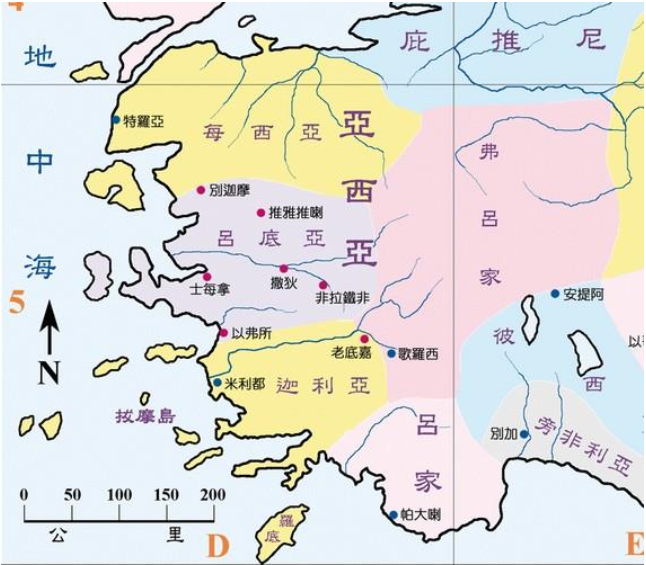 4
庇推尼
地中海
特羅亞
每西亞
亞西亞
弗呂家
別迦摩
推雅推喇
呂底亞
撒狄
士每拿
非拉鐵非
5
安提阿
彼西
以弗所
老底嘉
歌羅西
N
米利都
迦利亞
拔摩島
呂家
別加
旁非利亞
0 50 100 150 200
公里
帕大喇
羅底
D
E